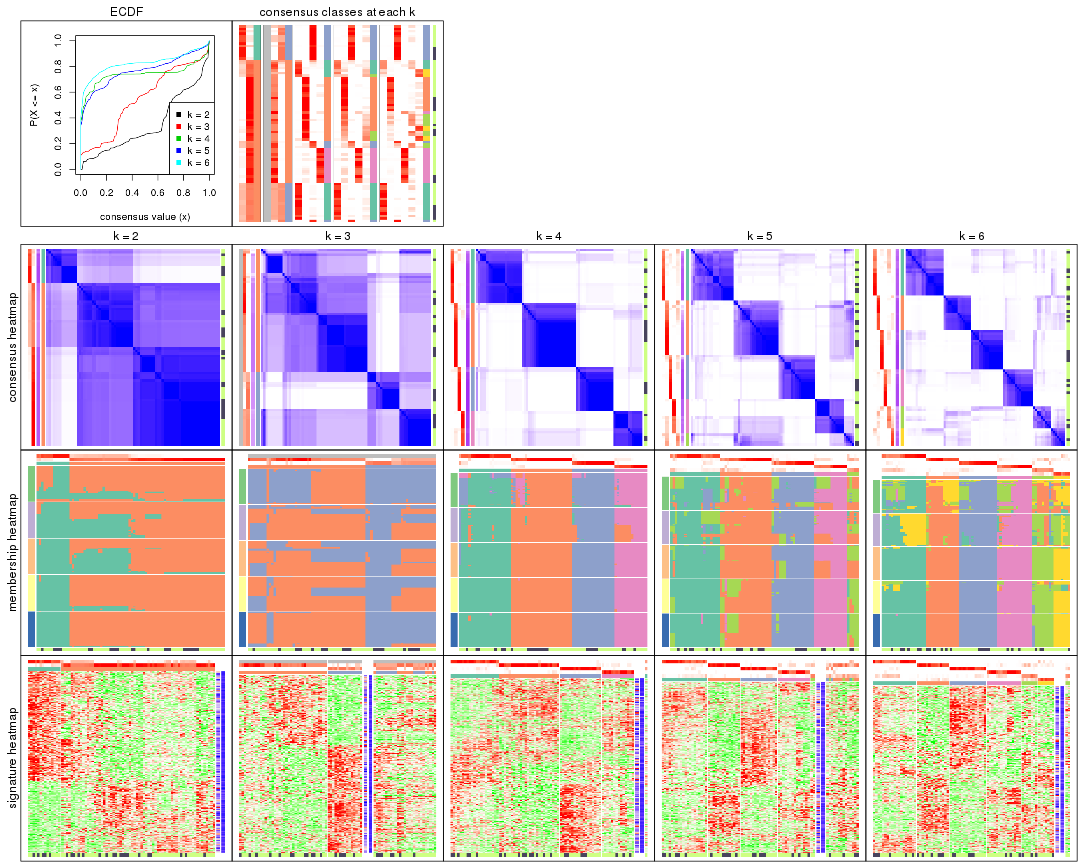 ECDF
consensus classes at each k
P(X <= x)
1.0
0.8
0.6
0.4
0.2
0.0
k = 2
k = 3
k = 4
k = 5
k = 6
0.0 0.2 0.4 0.6 0.8 1.0
consensus value (x)
k = 2 k = 3 k = 4 k = 5 k = 6
consensus heatmap
membership heatmap
signature heatmap